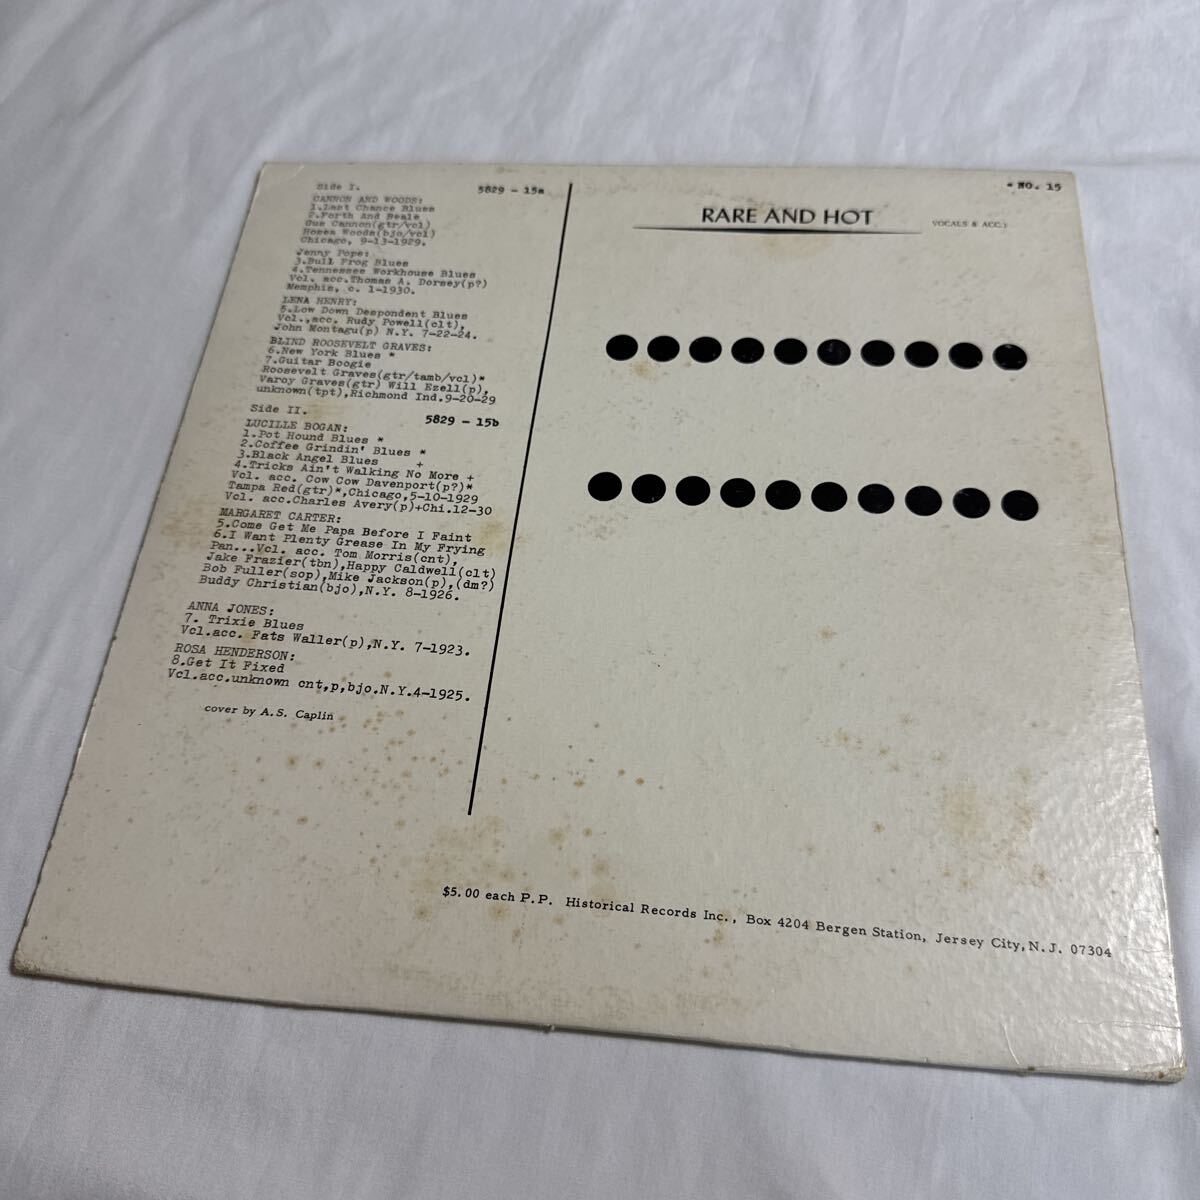 Side I. 5829 - 15a
CANNON AND WOODS:
1.Last Chance Blues
2.Forth And Beale
Gus Cannon(gtr/vcl)
Hosea Woods(bjo/vcl)
Chicago, 9-13-1929.
Jenny Pope:
3.Bull Frog Blues
4.Tennessee Workhouse Blues
Vcl. acc.Thomas A. Dorsey(p?)
Memphis, c. 1-1930.
LENA HENRY:
5.Low Down Despondent Blues
Vcl.,acc. Rudy Powell(clt),
John Montagu(p) N.Y. 7-22-24.
BLIND ROOSEVELT GRAVES:
6.New York Blues *
7.Guitar Boogie
Roosevelt Graves(gtr/tamb/vcl)*
Varoy Graves(gtr) Will Ezell(p),
unknown(tpt),Richmond Ind.9-20-29
Side II. 5829 - 15b
LUCILLE BOGAN:
1.Pot Hound Blues *
2.Coffee Grindin' Blues *
3.Black Angel Blues +
4.Tricks Ain't Walking No More +
Vcl. acc. Cow Cow Davenport(p?)*
Tampa Red(gtr)*,Chicago,5-10-1929
Vcl. acc.Charles Avery(p)+Chi.12-30
MARGARET CARTER:
5.Come Get Me Papa Before I Faint
6.I Want Plenty Grease In My Frying
Pan...Vcl. acc. Tom Morris(cnt),
Jake Frazier(tbn),Happy Caldwell(clt)
Bob Fuller(sop),Mike Jackson(p),(dm?)
Buddy Christian(bjo),N.Y. 8-1926.
ANNA JONES:
7. Trixie Blues
Vcl.acc. Fats Waller(p),N.Y. 7-1923.
ROSA HENDERSON:
8.Get It Fixed
Vcl.acc.unknown cnt,p,bjo.N.Y.4-1925.
cover by A.S. Caplin
NO. 15
RARE AND HOT VOCALS & ACC.)
$5.00 each P.P. Historical Records Inc., Box 4204 Bergen Station, Jersey City, N.J. 07304